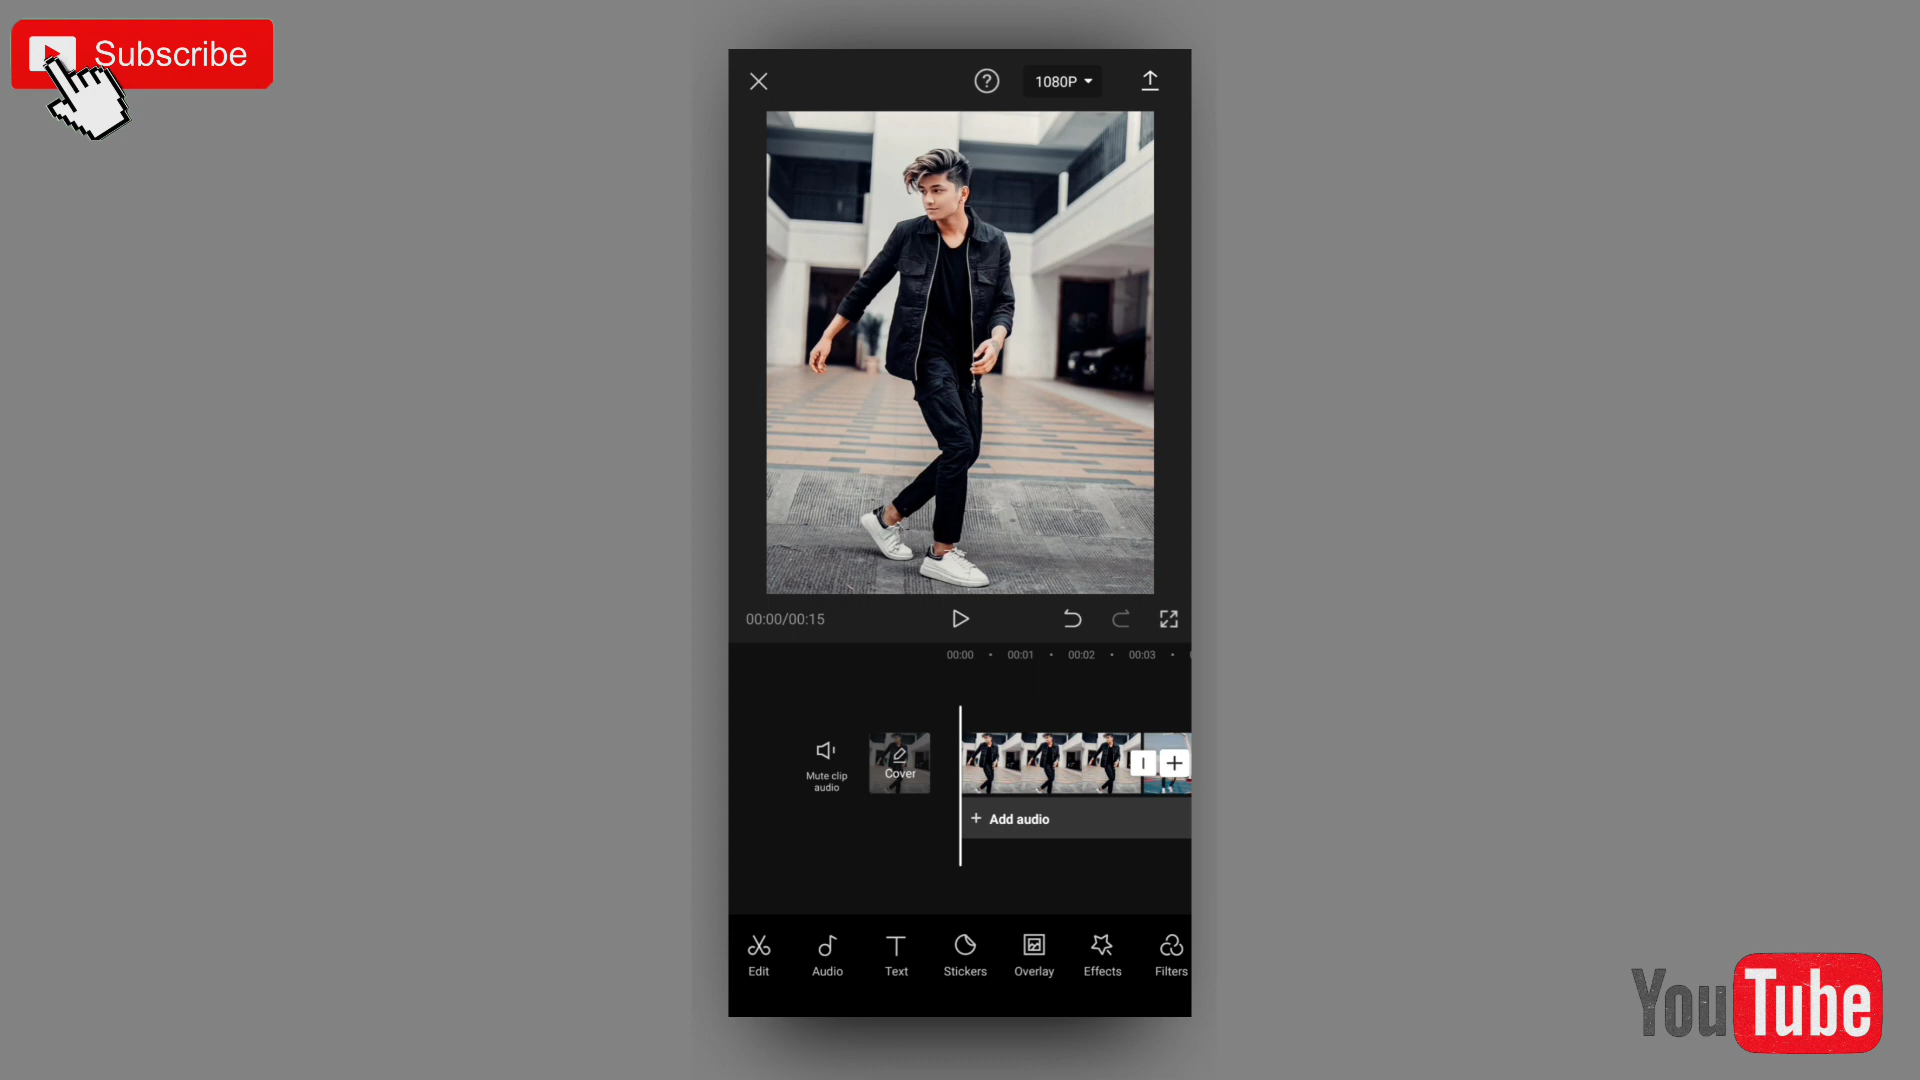 Subscribe
1080P
00:00/00:15
00:00 00:01 00:02 00:03
Mute clip
audio
Cover
Add audio
Edit Audio Text Stickers Overlay Effects Filters
YouTube